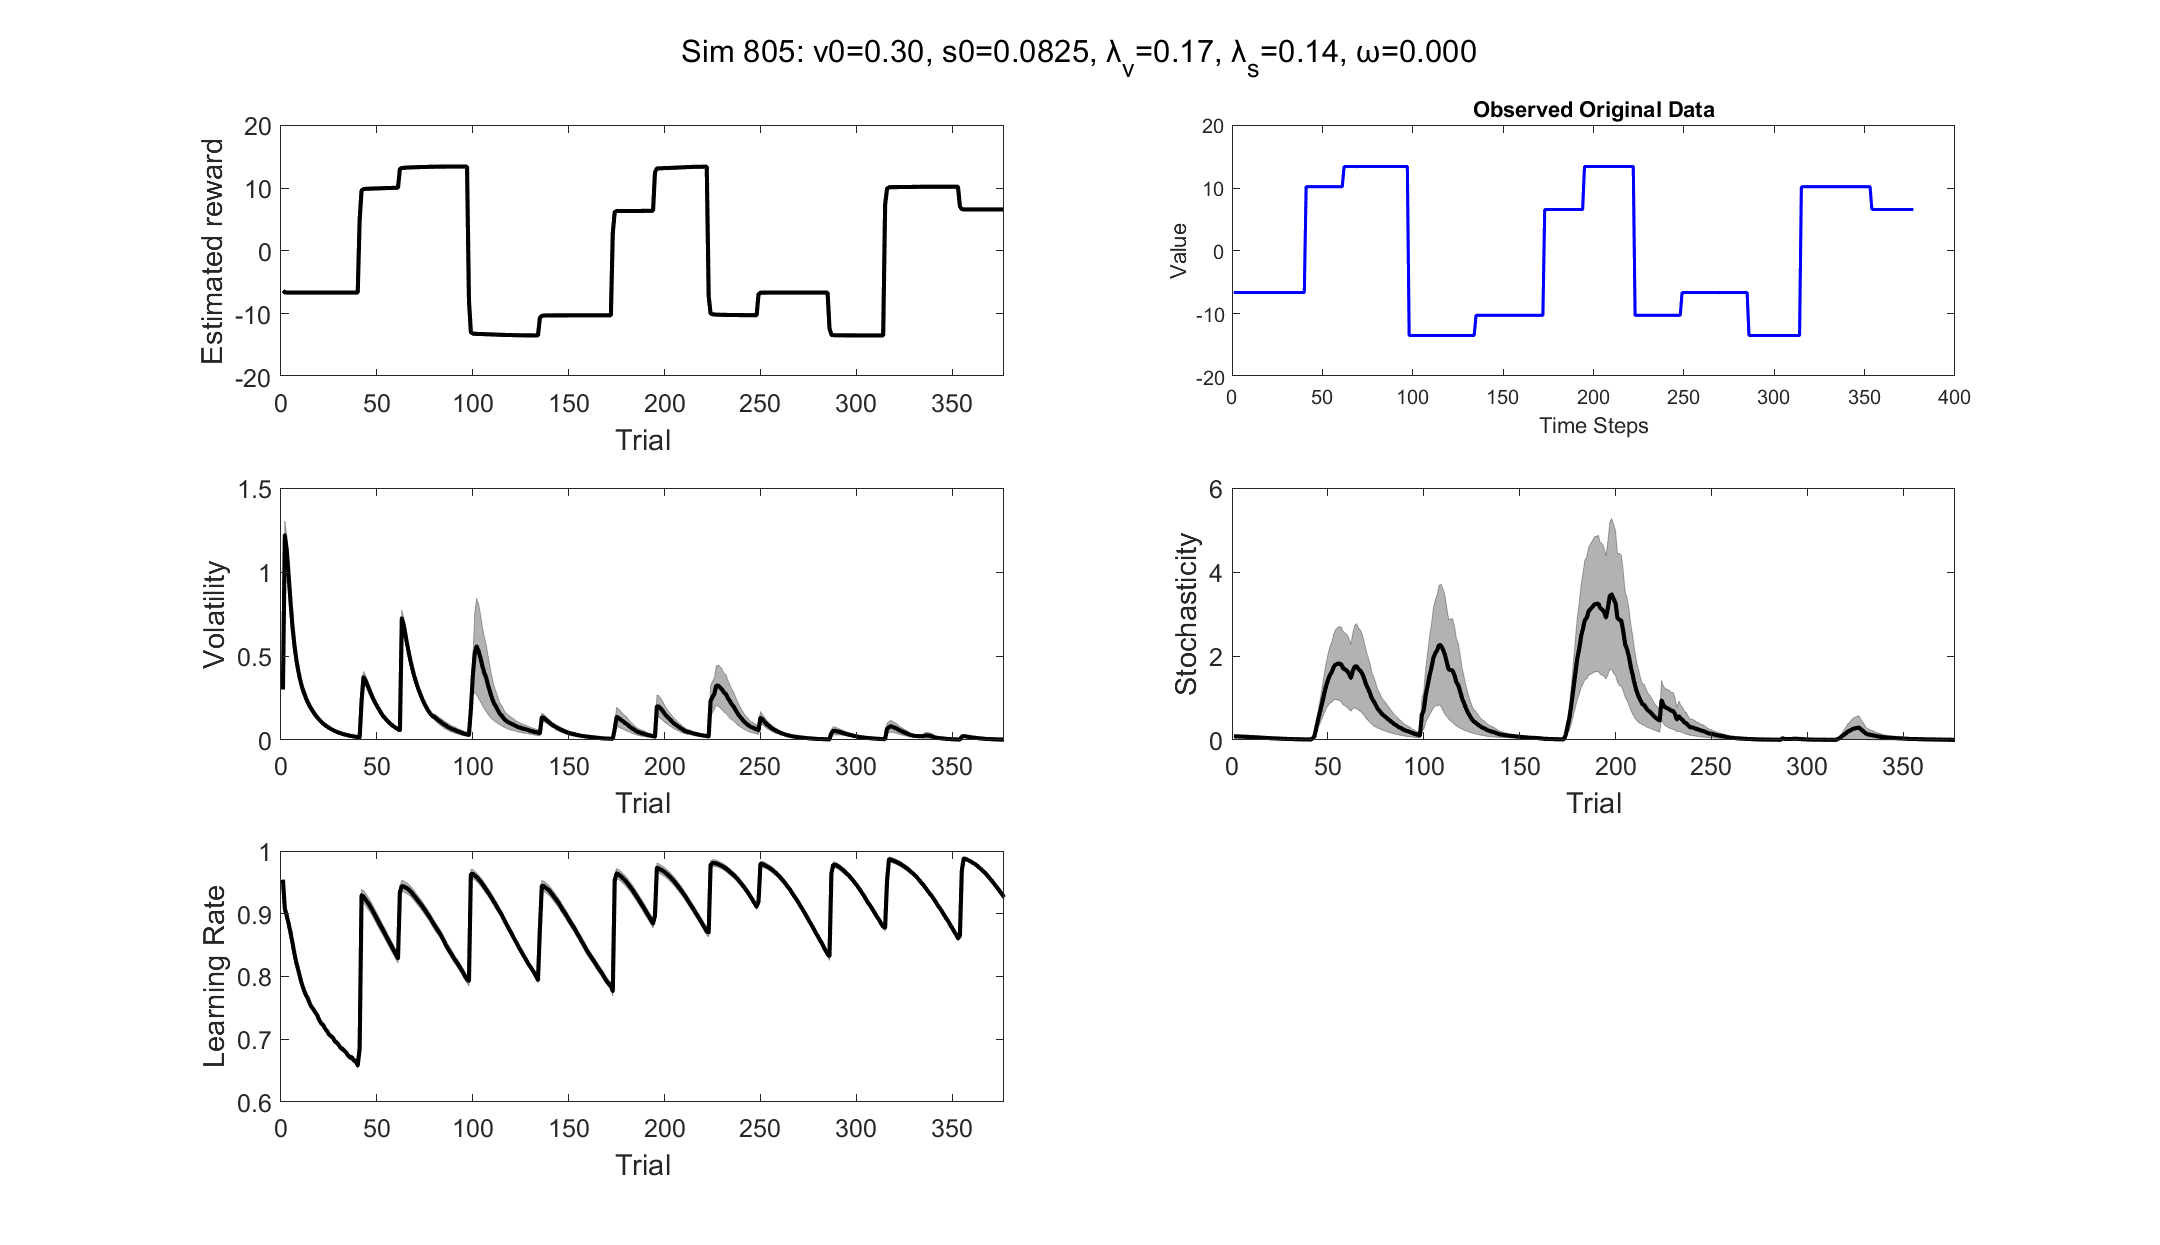 Sim 805: v0=0.30, s0=0.0825, λv=0.17, λs=0.14, ω=0.000
20
10
0
-10
-20
Estimated reward
0 50 100 150 200 250 300 350
Trial
Observed Original Data
20
10
0
-10
-20
Value
0 50 100 150 200 250 300 350 400
Time Steps
1.5
1
0.5
0
Volatility
0 50 100 150 200 250 300 350
Trial
6
4
2
0
Stochasticity
0 50 100 150 200 250 300 350
Trial
1
0.9
0.8
0.7
0.6
Learning Rate
0 50 100 150 200 250 300 350
Trial